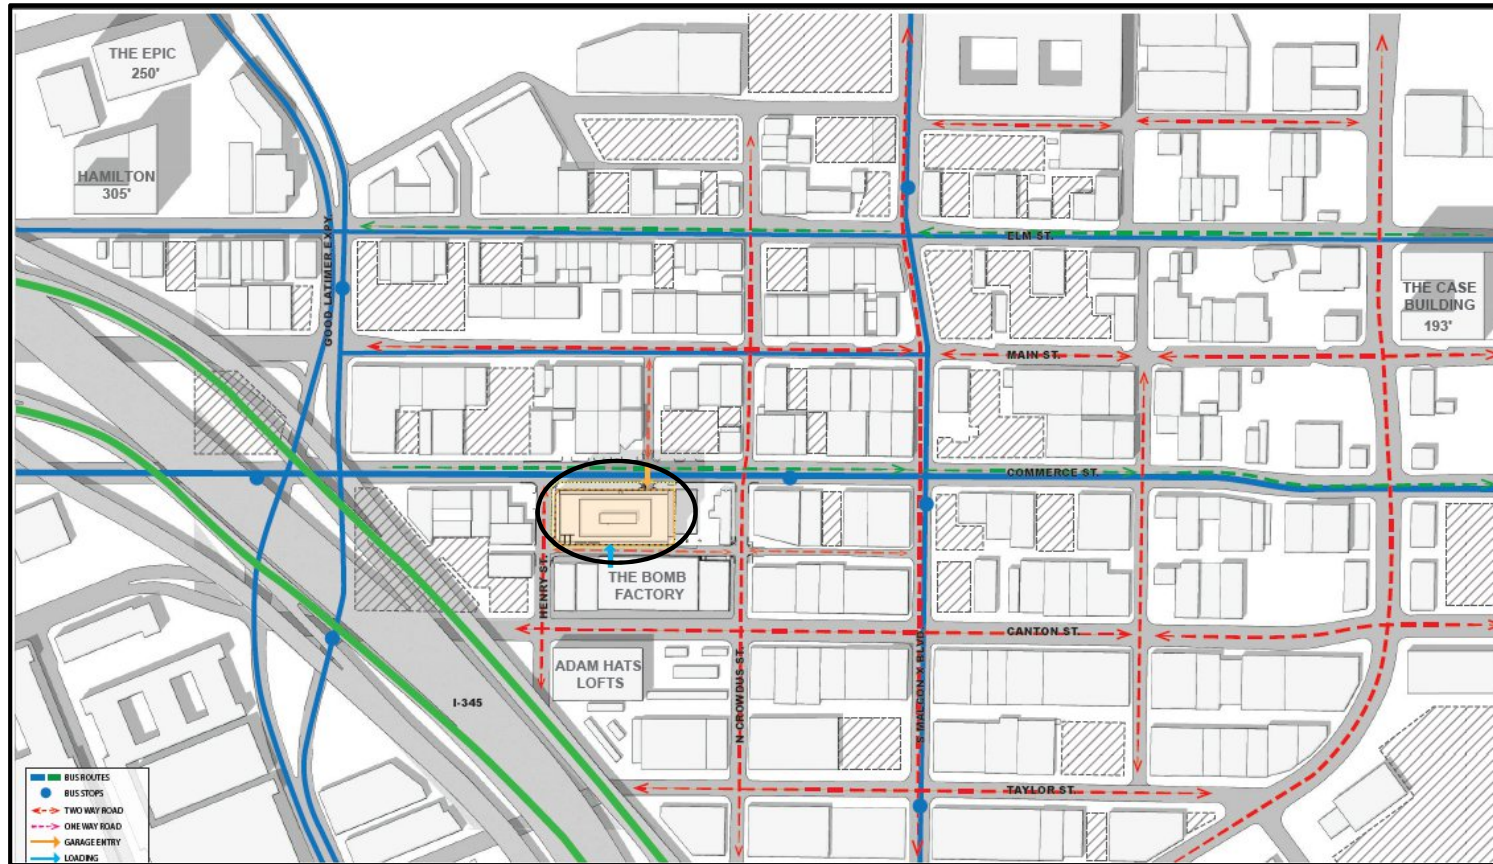 THE EPIC
250'
HAMILTON
305'
GOOD LATIMER EXPY
ELM ST.
THE CASE
BUILDING
193'
MAIN ST.
COMMERCE ST.
HENRY ST.
THE BOMB
FACTORY
CANTON ST.
ADAM HATS
LOFTS
N CROWDUS ST.
S MALCON X BLVD
I-345
TAYLOR ST.
BUS ROUTES
BUS STOPS
TWO WAY ROAD
ONE WAY ROAD
GARAGE ENTRY
LOADING